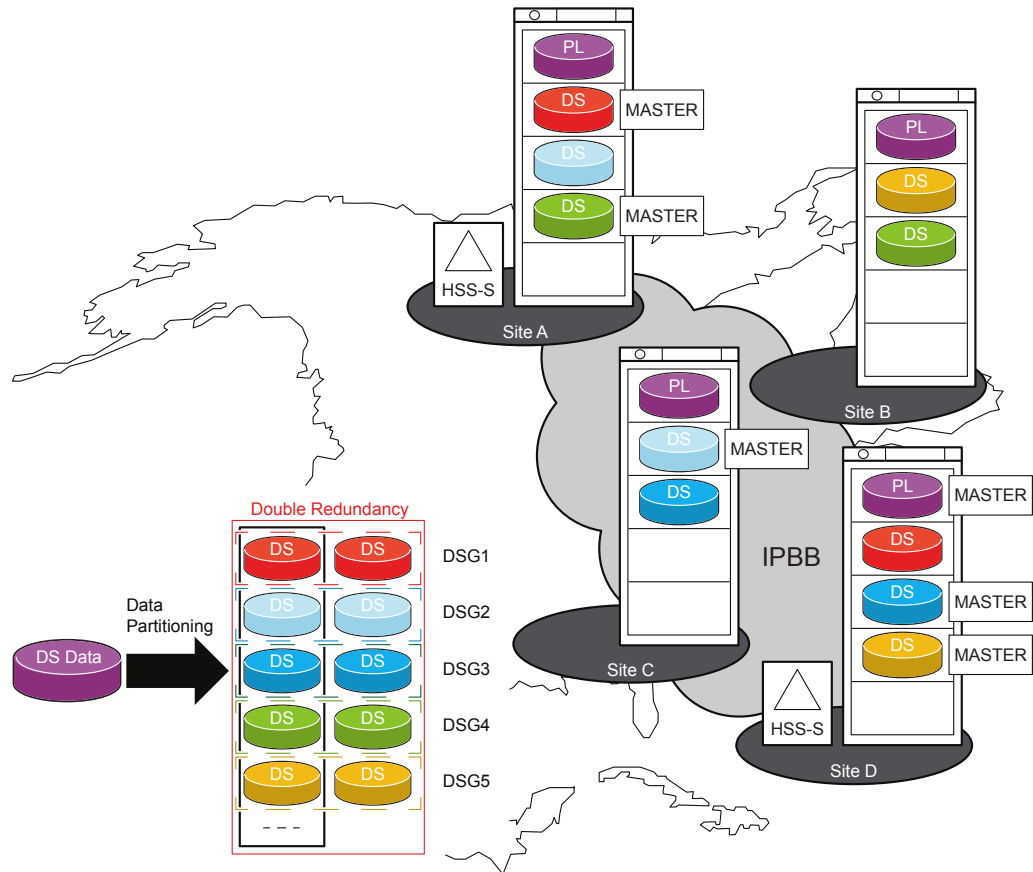 PL
DS
MASTER
DS
DS
MASTER
HSS-S
Site A
PL
DS
DS
Site B
PL
DS
MASTER
DS
Site C
IPBB
PL
MASTER
DS
DS
MASTER
DS
MASTER
HSS-S
Site D
Double Redundancy
DS DS DSG1
DS DS DSG2
DS DS DSG3
DS DS DSG4
DS DS DSG5
- - -
Data
Partitioning
DS Data